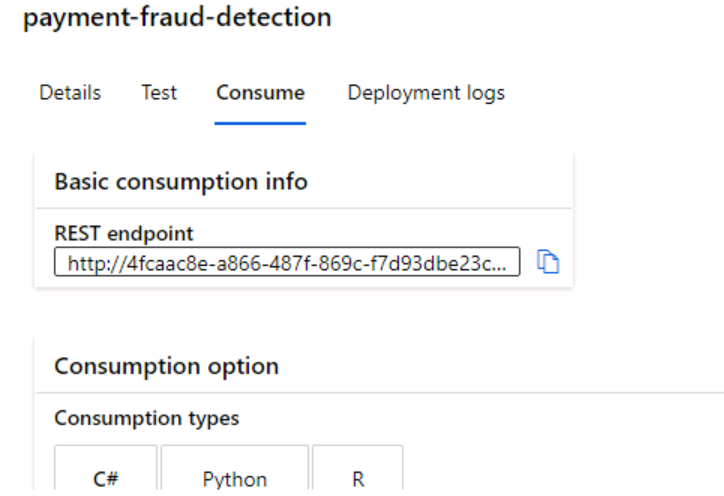 payment-fraud-detection
Details Test Consume Deployment logs
Basic consumption info
REST endpoint
http://4fcaac8e-a866-487f-869c-f7d93dbe23c...
Consumption option
Consumption types
C# Python R